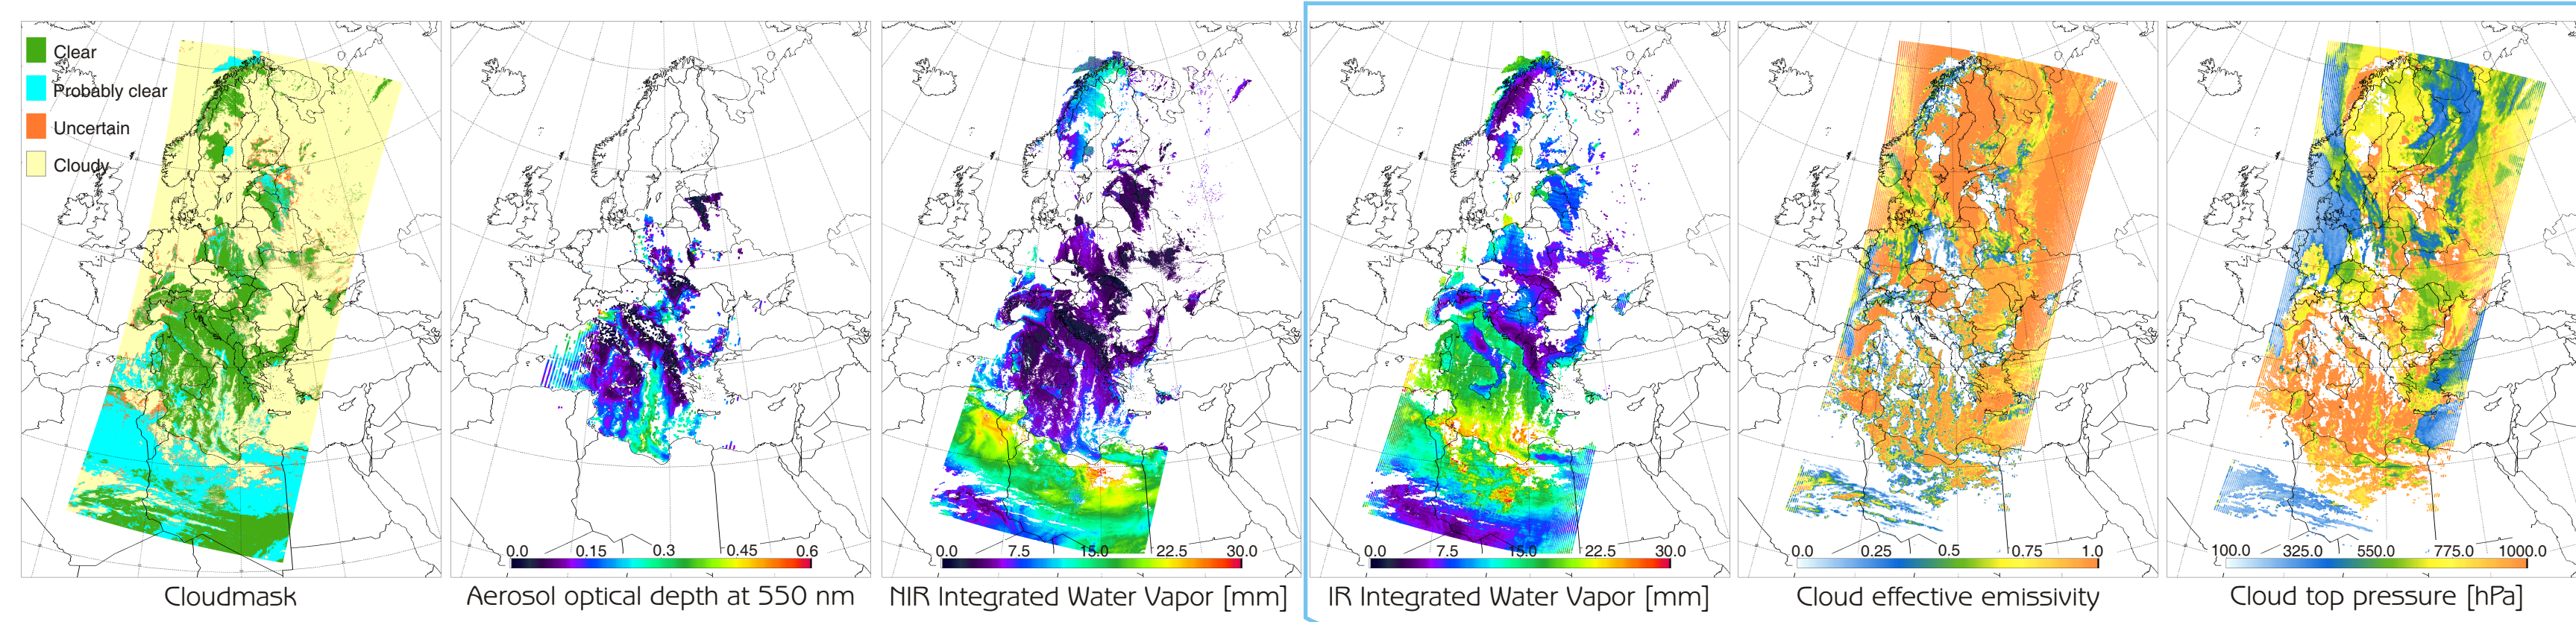 Clear
Probably clear
Uncertain
Cloudy
Cloudmask
0.0 0.15 0.3 0.45 0.6
Aerosol optical depth at 550 nm
0.0 7.5 15.0 22.5 30.0
NIR Integrated Water Vapor [mm]
0.0 7.5 15.0 22.5 30.0
IR Integrated Water Vapor [mm]
0.0 0.25 0.5 0.75 1.0
Cloud effective emissivity
100.0 325.0 550.0 775.0 1000.0
Cloud top pressure [hPa]